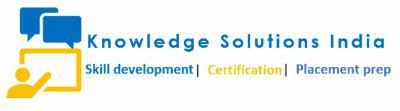 Knowledge Solutions India
Skill development| Certification| Placement prep